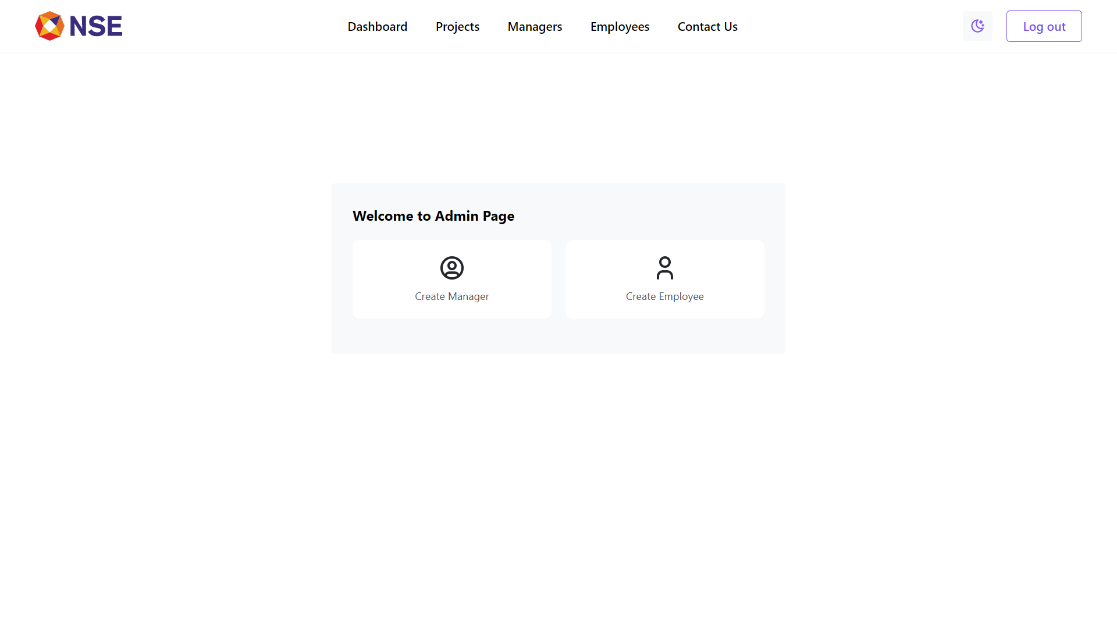 NSE
Dashboard
Projects
Managers
Employees
Contact Us
Log out
Welcome to Admin Page
Create Manager
Create Employee